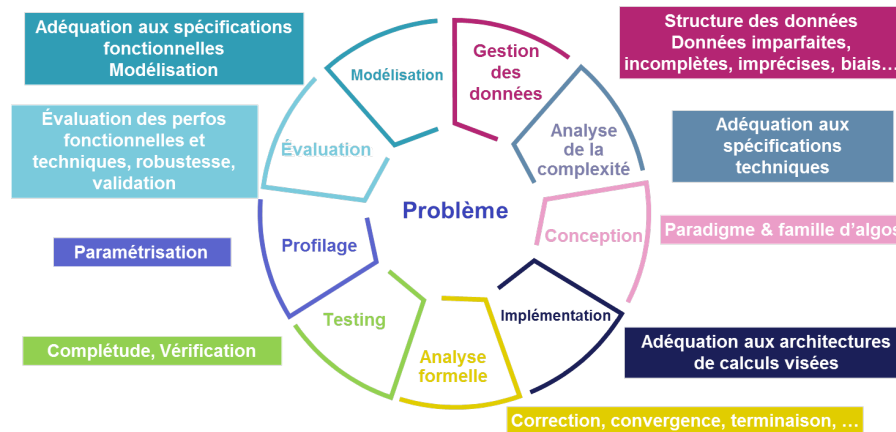 Adéquation aux spécifications
fonctionnelles
Modélisation
Structure des données
Données imparfaites,
incomplètes, imprécises, biais…
Modélisation
Gestion
des
données
Évaluation des perfos
fonctionnelles et
techniques, robustesse,
validation
Évaluation
Analyse
de la
complexité
Adéquation aux
spécifications
techniques
Problème
Paramétrisation
Profilage
Conception
Paradigme & famille d’algos
Testing
Implémentation
Complétude, Vérification
Analyse
formelle
Adéquation aux architectures
de calculs visées
Correction, convergence, terminaison, …